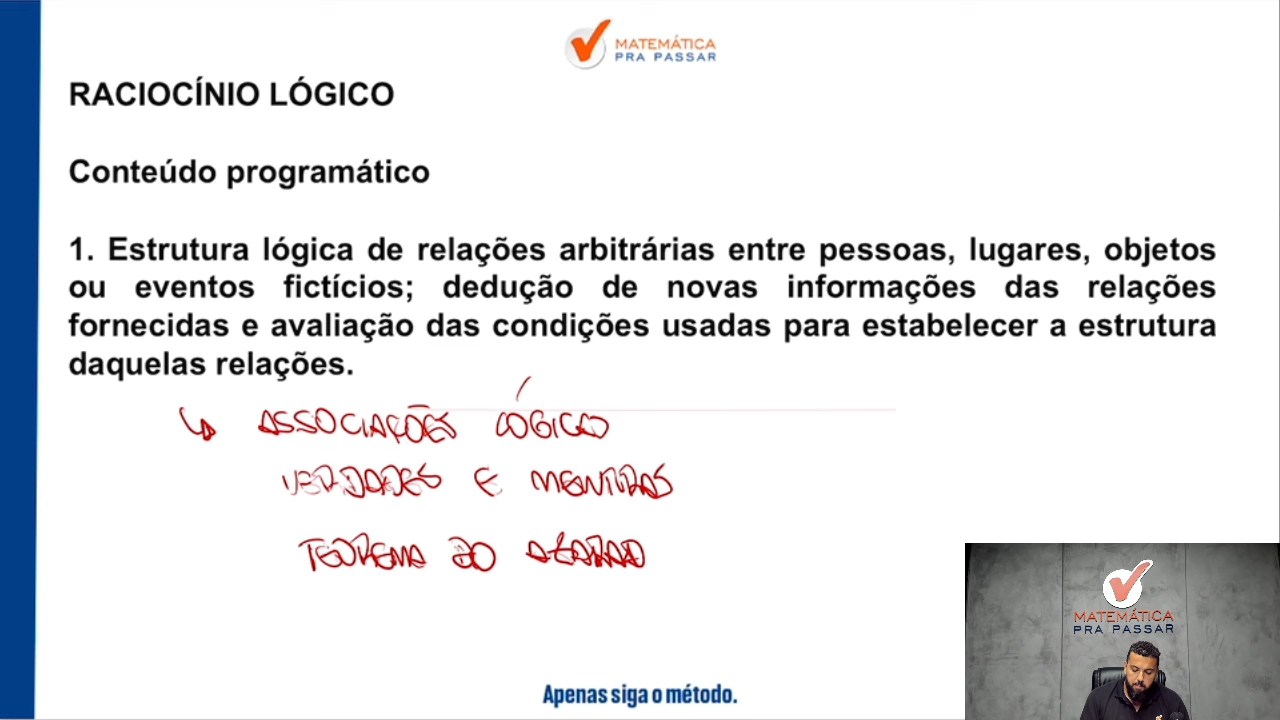 MATEMÁTICA
PRA PASSAR
RACIOCÍNIO LÓGICO
Conteúdo programático
1. Estrutura lógica de relações arbitrárias entre pessoas, lugares, objetos
ou eventos fictícios; dedução de novas informações das relações
fornecidas e avaliação das condições usadas para estabelecer a estrutura
daquelas relações.
ASSOCIAÇÕES LÓGICAS
VERDADES E MENTIRAS
TEOREMA DO AZARADO
MATEMÁTICA
PRA PASSAR
Apenas siga o método.